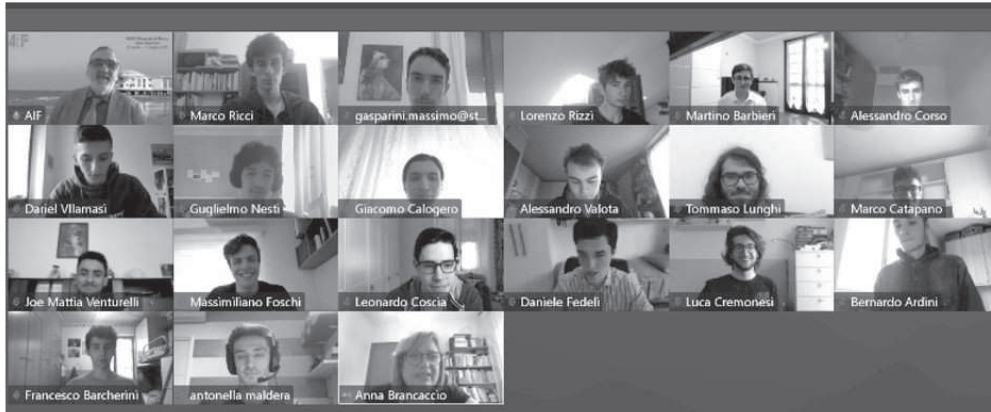 AIF
Marco Ricci
gasparini.massimo@st...
Lorenzo Rizzi
Martino Barbieri
Alessandro Corso
Dariel VIlamasi
Guglielmo Nesti
Giacomo Calogero
Alessandro Valota
Tommaso Lunghi
Marco Catapano
Joe Mattia Venturelli
Massimiliano Foschi
Leonardo Coscia
Daniele Fedeli
Luca Cremonesi
Bernardo Ardini
Francesco Barcherini
antonella maldera
Anna Brancaccio